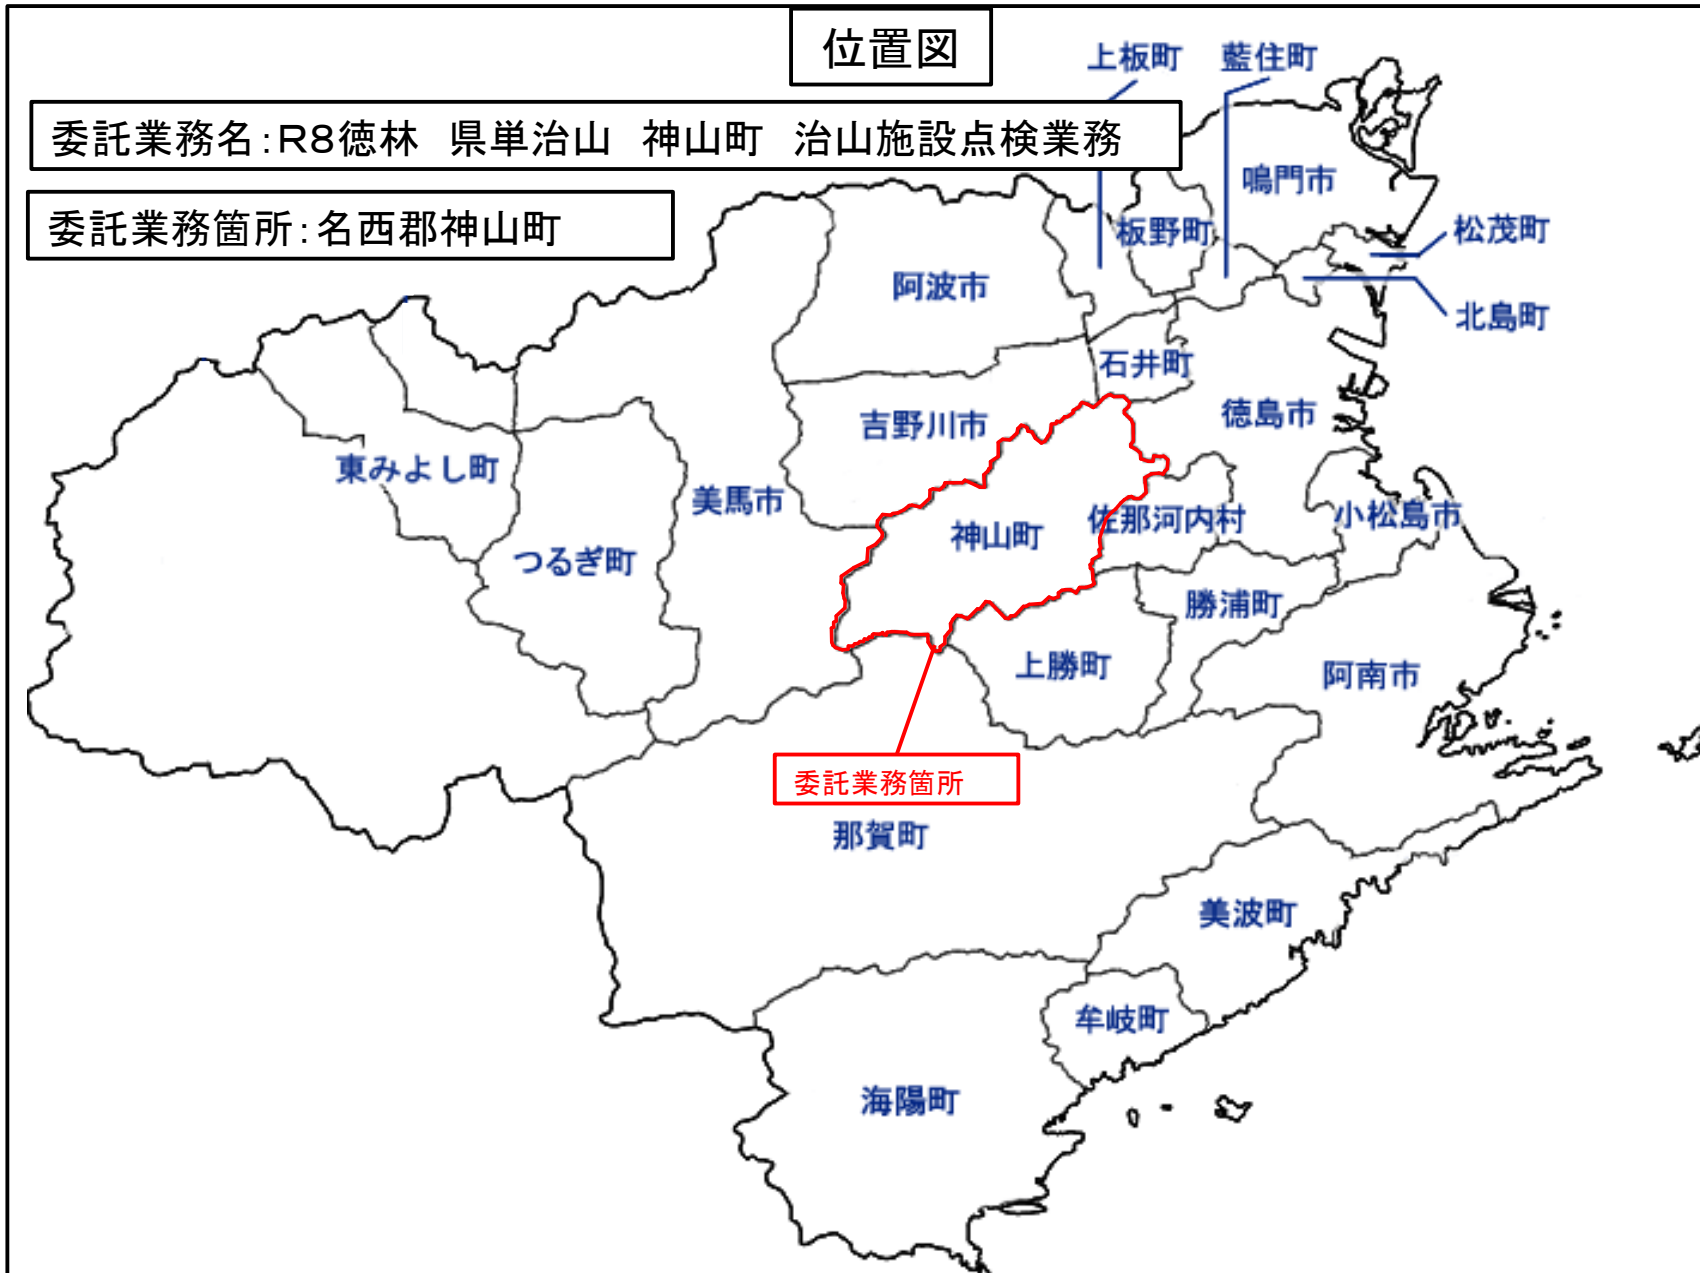 位置図
上板町
藍住町
委託業務名:R8徳林　県単治山　神山町　治山施設点検業務
鳴門市
委託業務箇所:名西郡神山町
板野町
松茂町
阿波市
北島町
石井町
吉野川市
徳島市
東みよし町
美馬市
佐那河内村
小松島市
神山町
つるぎ町
勝浦町
上勝町
阿南市
委託業務箇所
那賀町
美波町
牟岐町
海陽町